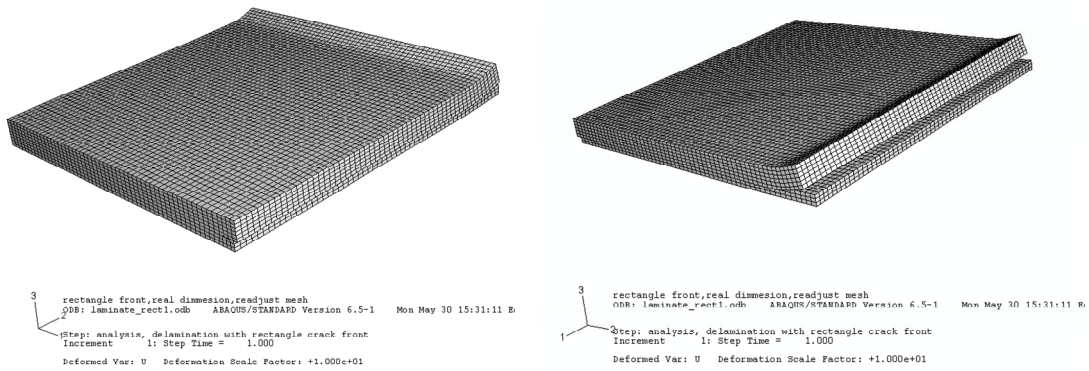 3
2
1
rectangle front,real dimmesion,readjust mesh
ODB: laminate_rect1.odb ABAQUS/STANDARD Version 6.5-1 Mon May 30 15:31:11
Step: analysis, delamination with rectangle crack front
Increment 1: Step Time = 1.000
Deformed Var: U Deformation Scale Factor: +1.000e+01
3
2
1
rectangle front,real dimmesion,readjust mesh
ODB: laminate_rect1.odb ABAQUS/STANDARD Version 6.5-1 Mon May 30 15:31:11
Step: analysis, delamination with rectangle crack front
Increment 1: Step Time = 1.000
Deformed Var: U Deformation Scale Factor: +1.000e+01